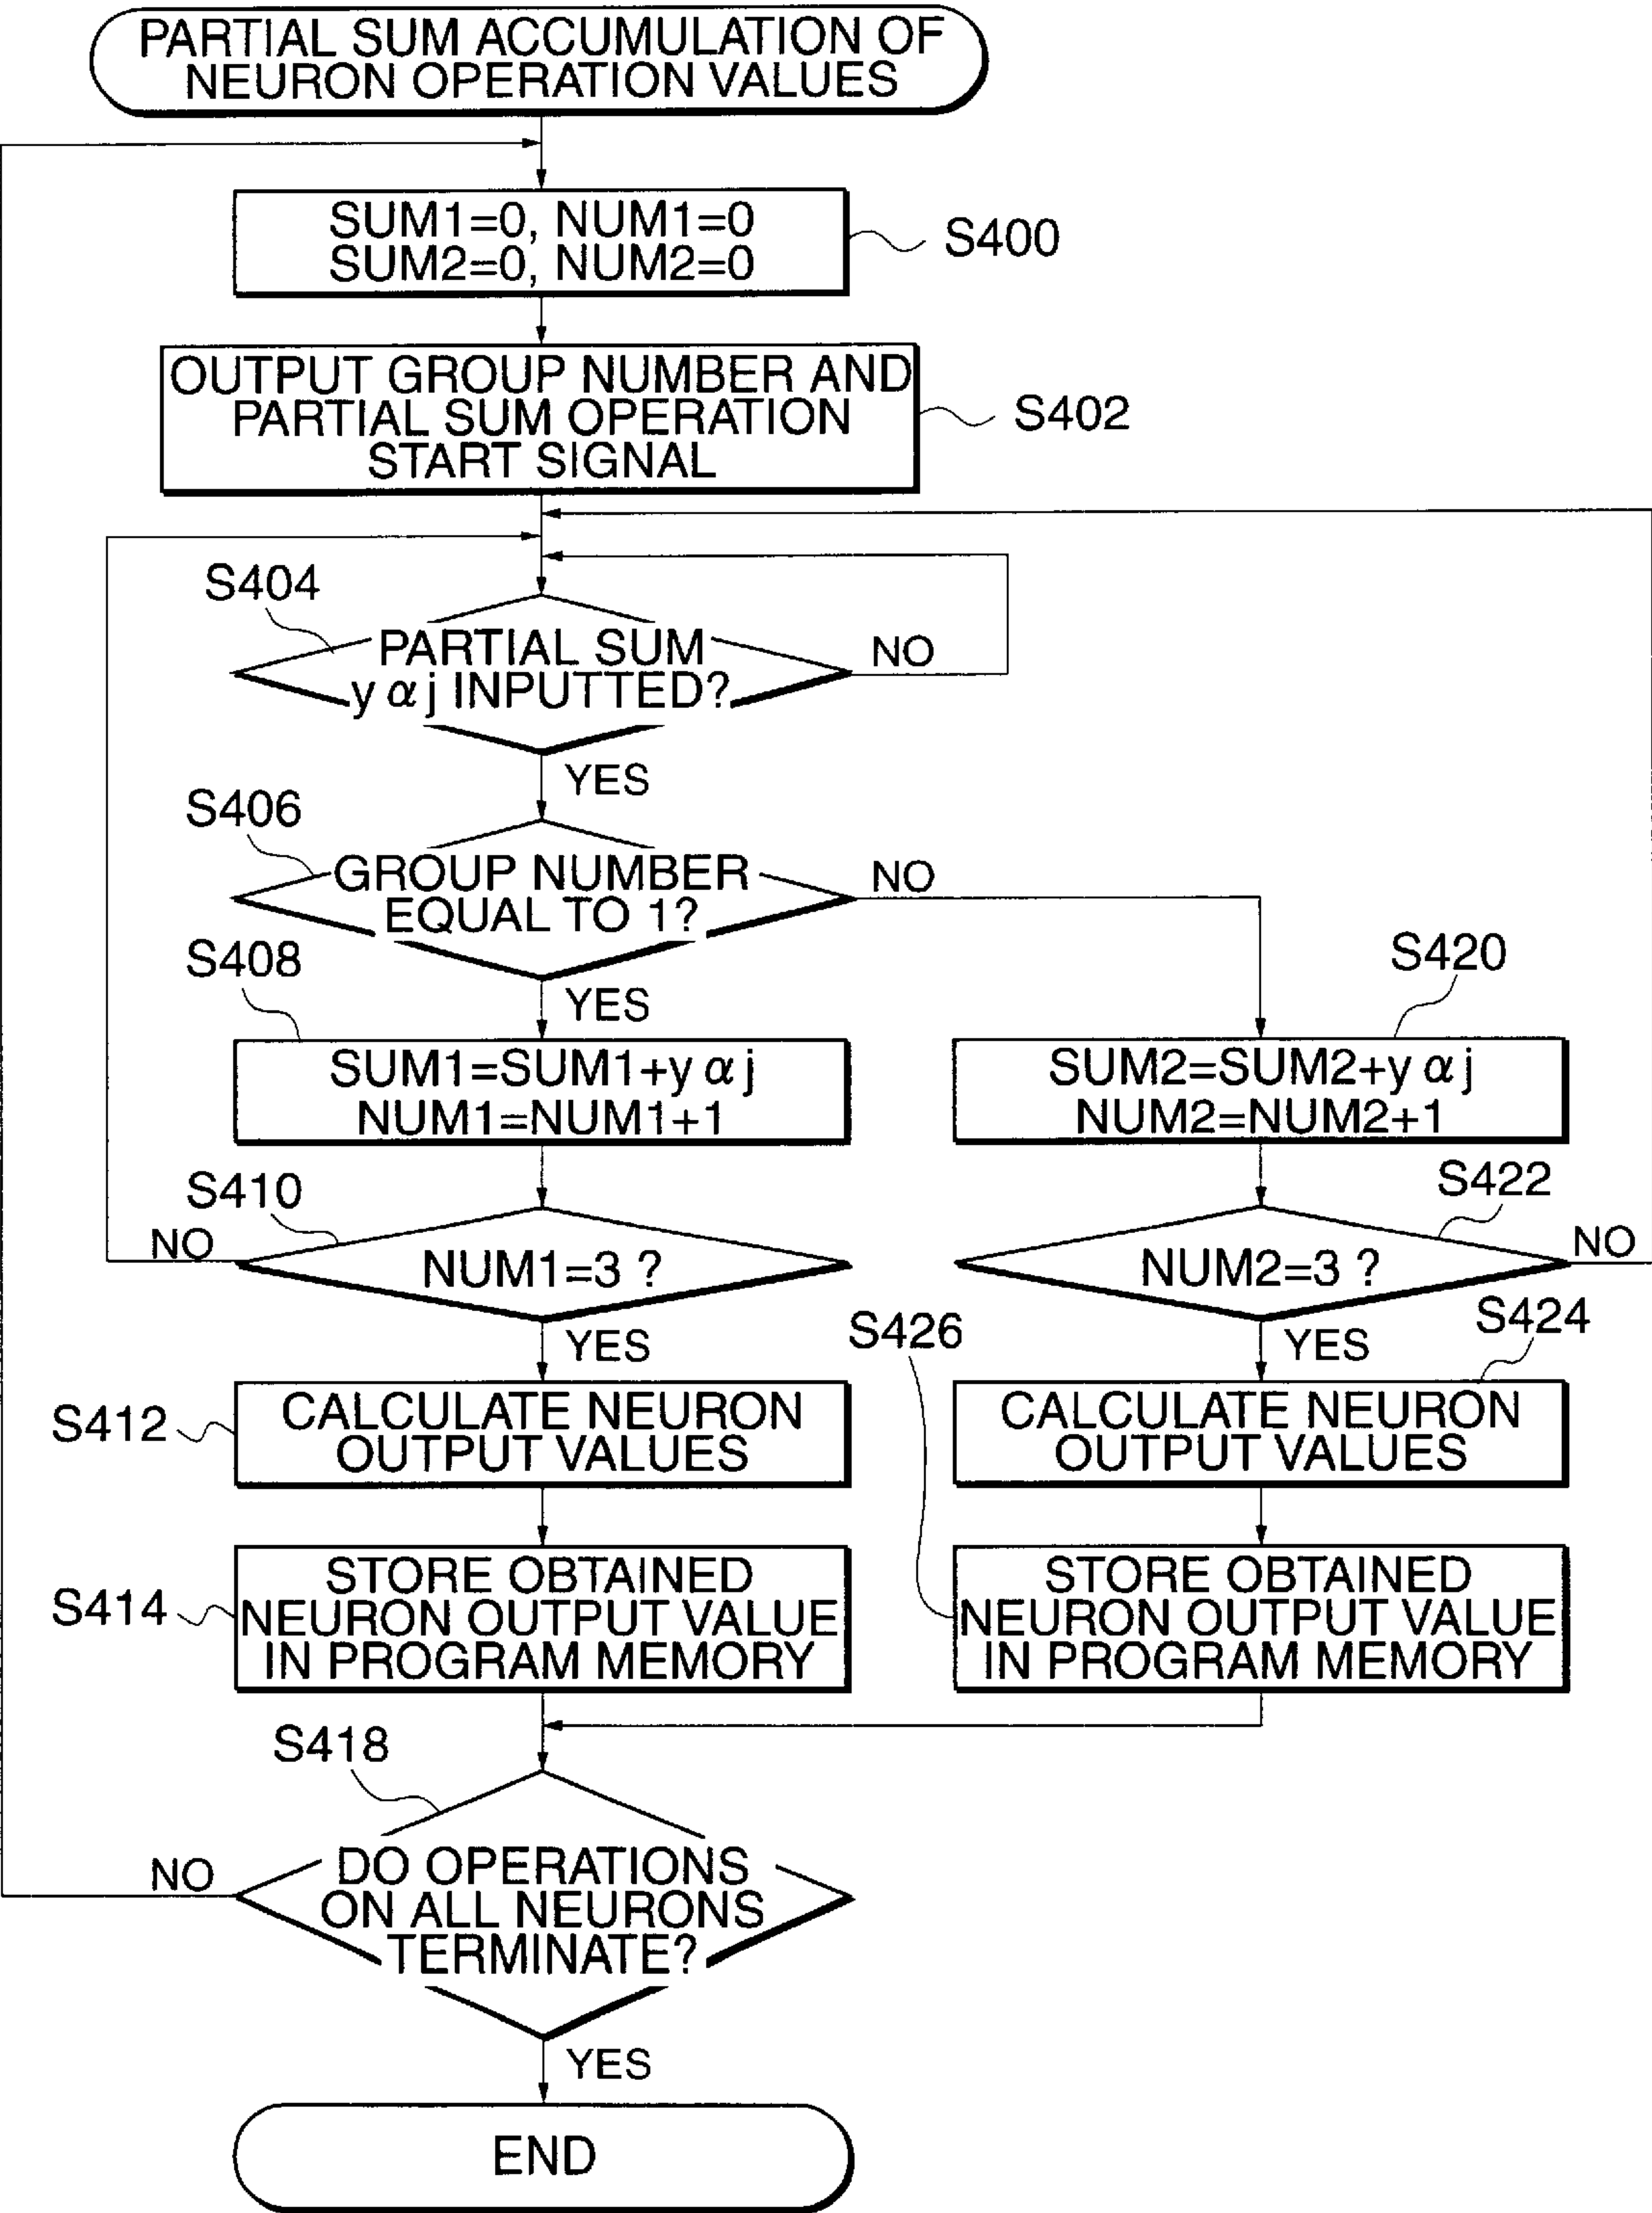 PARTIAL SUM ACCUMULATION OF
NEURON OPERATION VALUES
SUM1=0, NUM1=0
SUM2=0, NUM2=0
S400
OUTPUT GROUP NUMBER AND
PARTIAL SUM OPERATION
START SIGNAL
S402
S404
PARTIAL SUM
y α j INPUTTED?
NO
YES
S406
GROUP NUMBER
EQUAL TO 1?
NO
YES
S408
SUM1=SUM1+y α j
NUM1=NUM1+1
S420
SUM2=SUM2+y α j
NUM2=NUM2+1
S410
NO
NUM1=3 ?
YES
S422
NUM2=3 ?
NO
YES
S412
CALCULATE NEURON
OUTPUT VALUES
S426
S424
CALCULATE NEURON
OUTPUT VALUES
S414
STORE OBTAINED
NEURON OUTPUT VALUE
IN PROGRAM MEMORY
STORE OBTAINED
NEURON OUTPUT VALUE
IN PROGRAM MEMORY
S418
NO
DO OPERATIONS
ON ALL NEURONS
TERMINATE?
YES
END